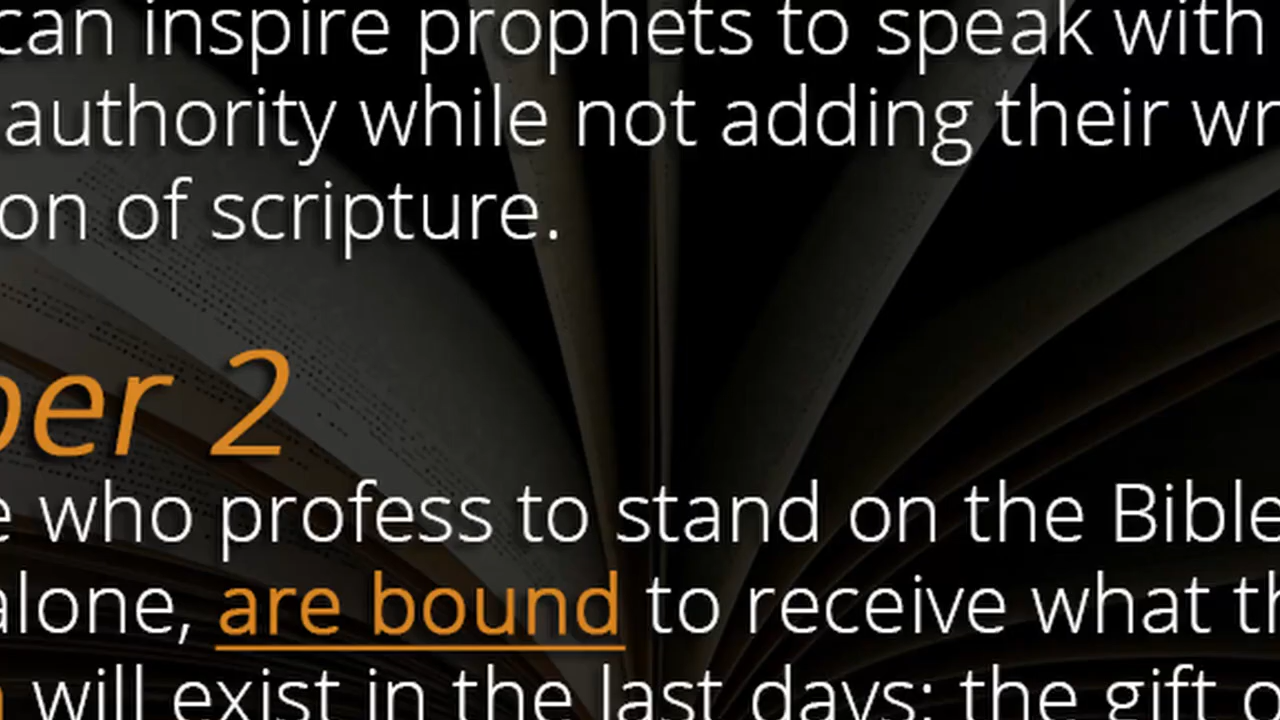 can inspire prophets to speak with
authority while not adding their wr
on of scripture.
per 2
e who profess to stand on the Bible
alone, are bound to receive what th
will exist in the last days: the gift o